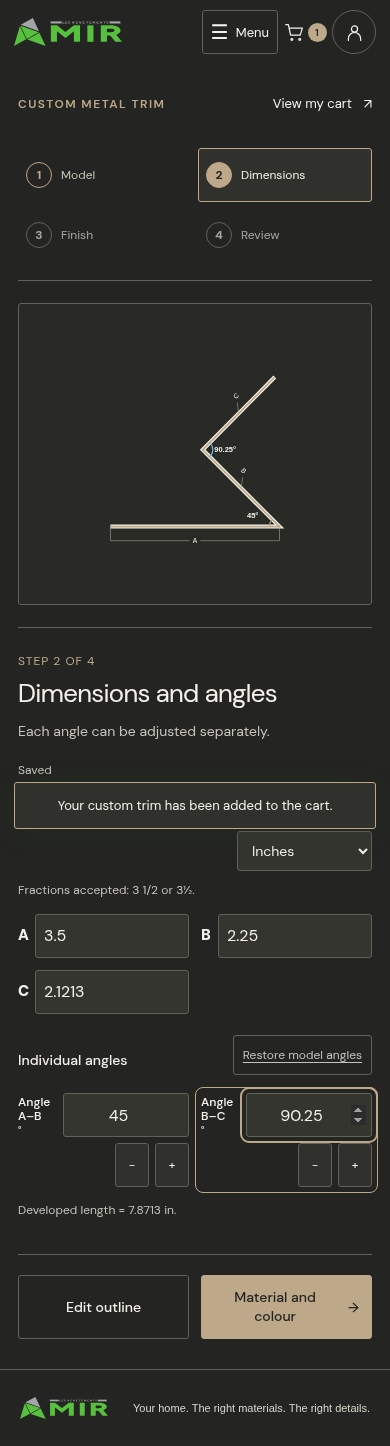 LES REVÊTEMENTS
MIR
☰ Menu
1
CUSTOM METAL TRIM
View my cart
1 Model
2 Dimensions
3 Finish
4 Review
C
90.25°
B
45°
A
STEP 2 OF 4
Dimensions and angles
Each angle can be adjusted separately.
Saved
Your custom trim has been added to the cart.
Inches
Fractions accepted: 3 1/2 or 3½.
A 3.5
B 2.25
C 2.1213
Individual angles
Restore model angles
Angle
A–B
°
45
- +
Angle
B–C
°
90.25
- +
Developed length = 7.8713 in.
Edit outline
Material and
colour →
MIR
Your home. The right materials. The right details.